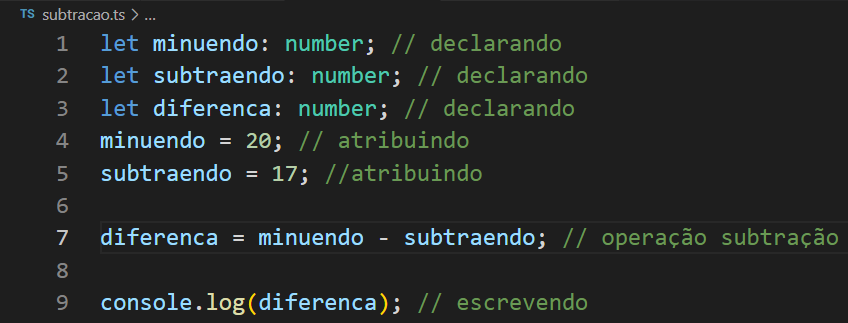 TS subtracao.ts > ...
1 let minuendo: number; // declarando
2 let subtraendo: number; // declarando
3 let diferenca: number; // declarando
4 minuendo = 20; // atribuindo
5 subtraendo = 17; //atribuindo
6
7 diferenca = minuendo - subtraendo; // operação subtração
8
9 console.log(diferenca); // escrevendo